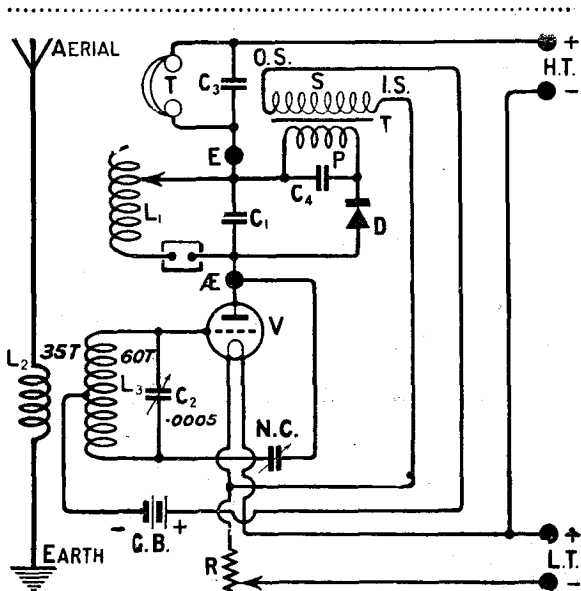 AERIAL
T
C3
O.S.
S
I.S.
+
H.T.
-
T
E
P
C4
L1
C1
D
Æ
V
L2
35T
60T
L3
C2
.0005
N.C.
- G.B. +
EARTH
R
+
L.T.
-